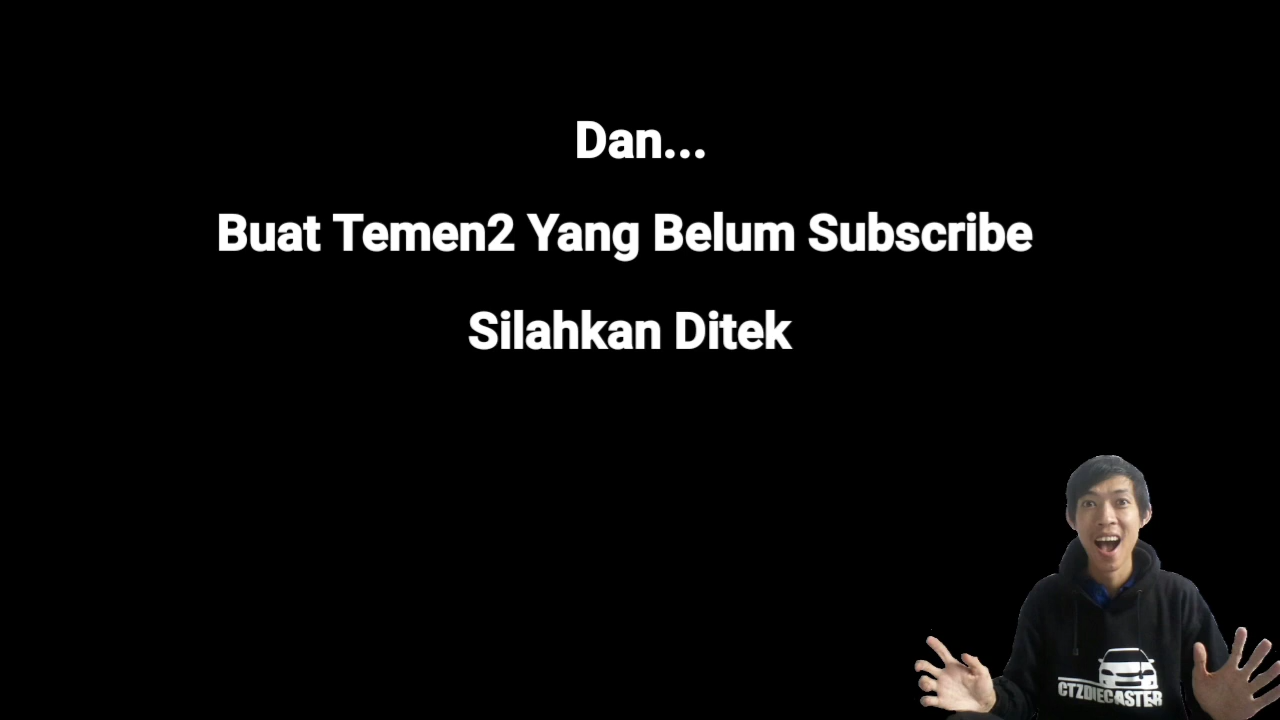 Dan...
Buat Temen2 Yang Belum Subscribe
Silahkan Ditek
CTZDIECASTER